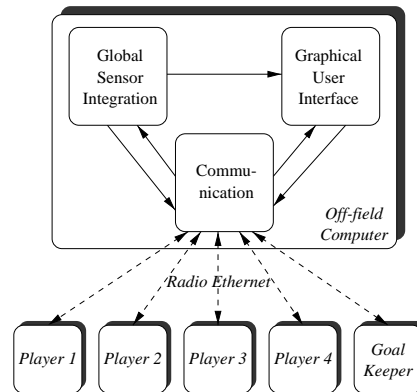 Global
Sensor
Integration
Graphical
User
Interface
Commu-
nication
Off-field
Computer
Radio Ethernet
Player 1
Player 2
Player 3
Player 4
Goal
Keeper